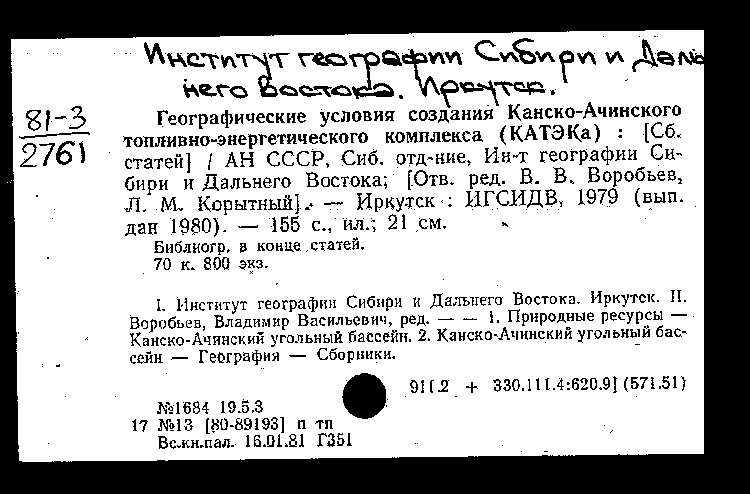 Институт географии Сибири и Даль
него Востока. Иркутск.
81-3
2761
Географические условия создания Канско-Ачинского
топливно-энергетического комплекса (КАТЭКа) : [Сб.
статей] / АН СССР, Сиб. отд-ние, Ин-т географии Си-
бири и Дальнего Востока; [Отв. ред. В. В. Воробьев,
Л. М. Корытный]. — Иркутск : ИГСИДВ, 1979 (вып.
дан 1980). — 155 с., ил.; 21 см.
Библиогр. в конце статей.
70 к. 800 экз.
I. Институт географии Сибири и Дальнего Востока. Иркутск. II.
Воробьев, Владимир Васильевич, ред. — — 1. Природные ресурсы —
Канско-Ачинский угольный бассейн. 2. Канско-Ачинский угольный бас-
сейн — География — Сборники.
911.2 + 330.111.4:620.9] (571.51)
№1684 19.5.3
17 №13 [80-89193] п тп
Вс.кн.пал. 16.01.81 Г351